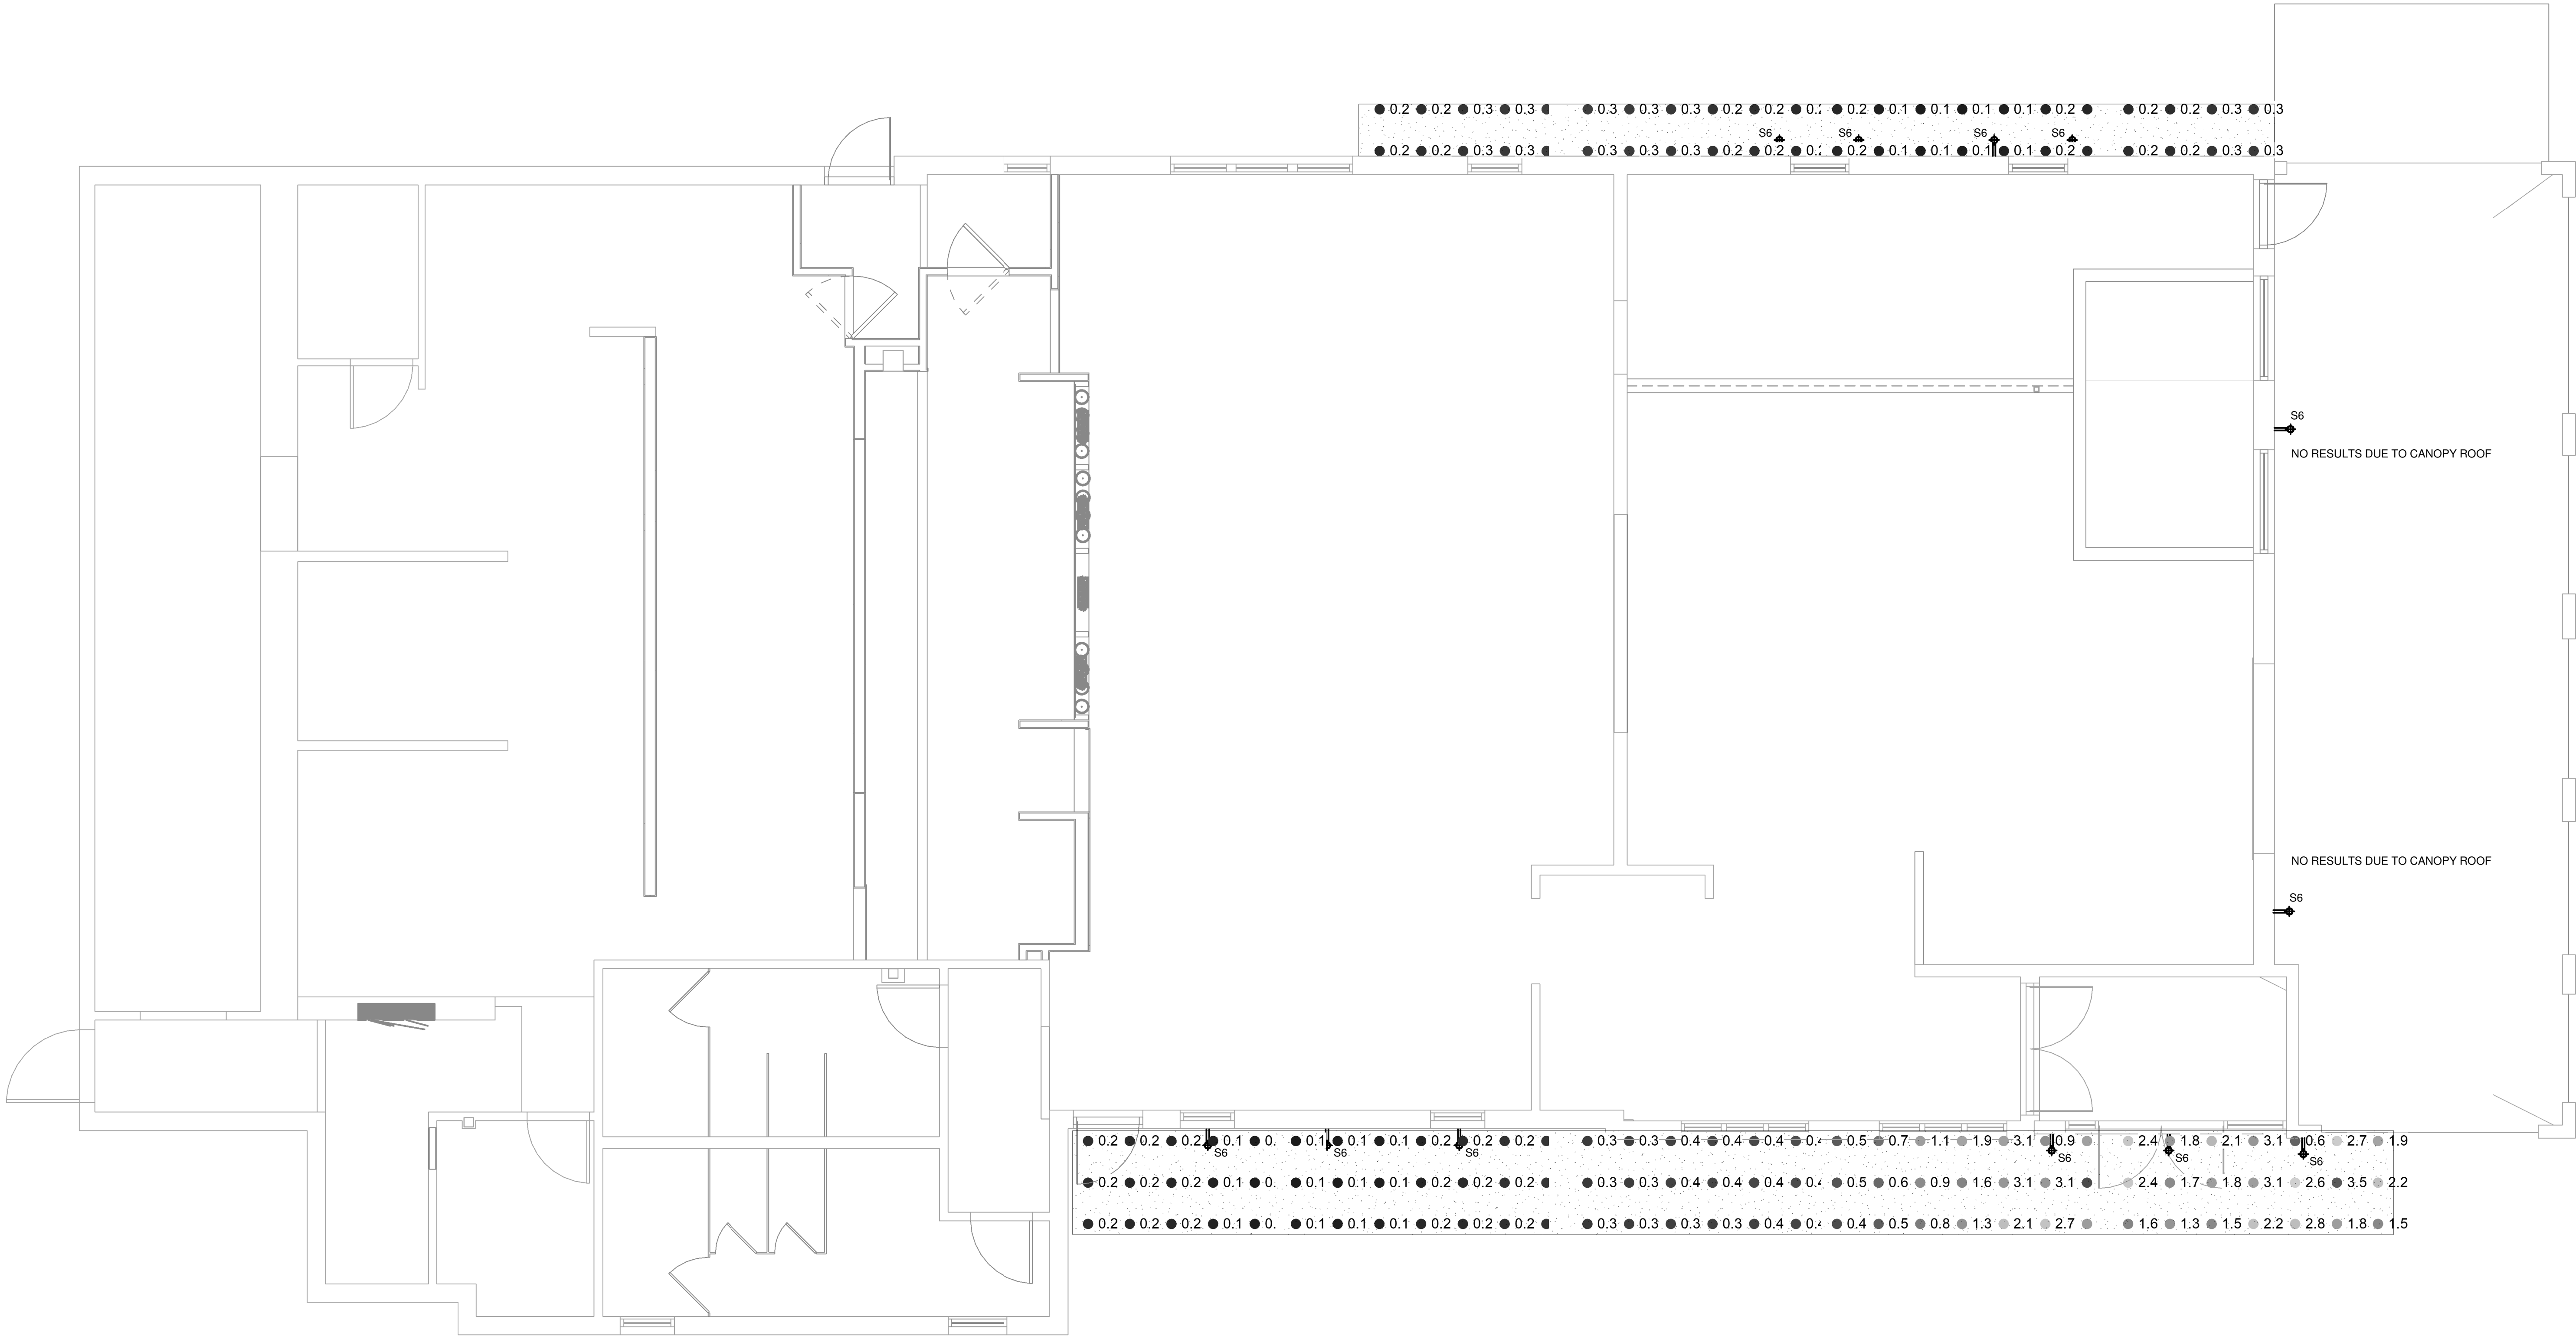 0.2 0.2 0.3 0.3 0.3 0.3 0.3 0.2 0.2 0.2 0.2 0.1 0.1 0.1 0.1 0.2 0.2 0.2 0.3 0.3
S6 S6 S6 S6
0.2 0.2 0.3 0.3 0.3 0.3 0.3 0.2 0.2 0.2 0.2 0.1 0.1 0.1 0.1 0.2 0.2 0.2 0.3 0.3
S6
NO RESULTS DUE TO CANOPY ROOF
NO RESULTS DUE TO CANOPY ROOF
S6
0.2 0.2 0.2 0.1 0. 0.1 0.1 0.1 0.2 0.2 0.2 0.3 0.3 0.4 0.4 0.4 0.4 0.5 0.7 1.1 1.9 3.1 0.9 2.4 1.8 2.1 3.1 0.6 2.7 1.9
S6 S6 S6 S6 S6 S6
0.2 0.2 0.2 0.1 0. 0.1 0.1 0.1 0.2 0.2 0.2 0.3 0.3 0.4 0.4 0.4 0.4 0.5 0.6 0.9 1.6 3.1 3.1 2.4 1.7 1.8 3.1 2.6 3.5 2.2
0.2 0.2 0.2 0.1 0. 0.1 0.1 0.1 0.2 0.2 0.2 0.3 0.3 0.3 0.3 0.4 0.4 0.4 0.5 0.8 1.3 2.1 2.7 1.6 1.3 1.5 2.2 2.8 1.8 1.5